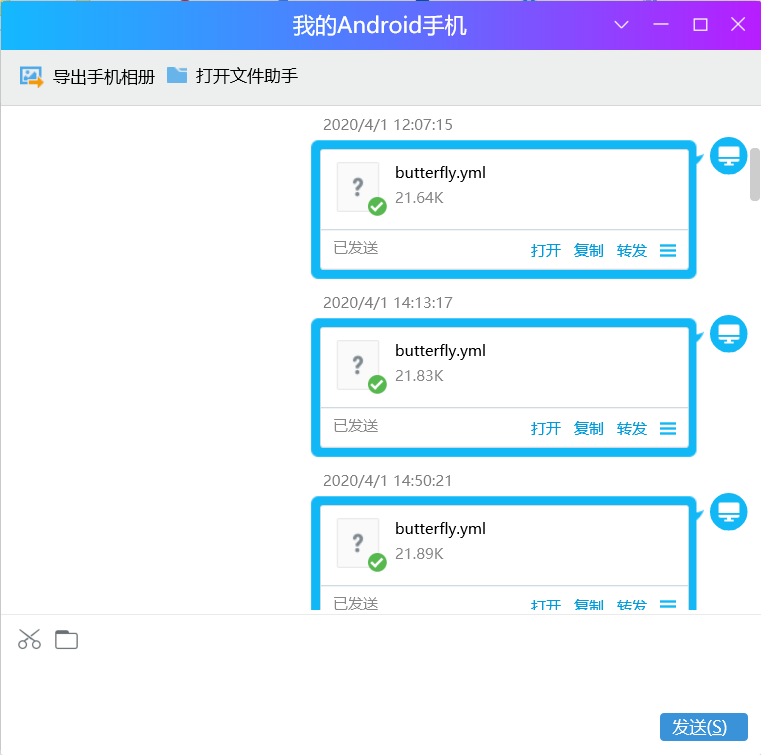 我的Android手机
导出手机相册 打开文件助手
2020/4/1 12:07:15
butterfly.yml
21.64K
已发送 打开 复制 转发
2020/4/1 14:13:17
butterfly.yml
21.83K
已发送 打开 复制 转发
2020/4/1 14:50:21
butterfly.yml
21.89K
已发送 打开 复制 转发
发送(S)